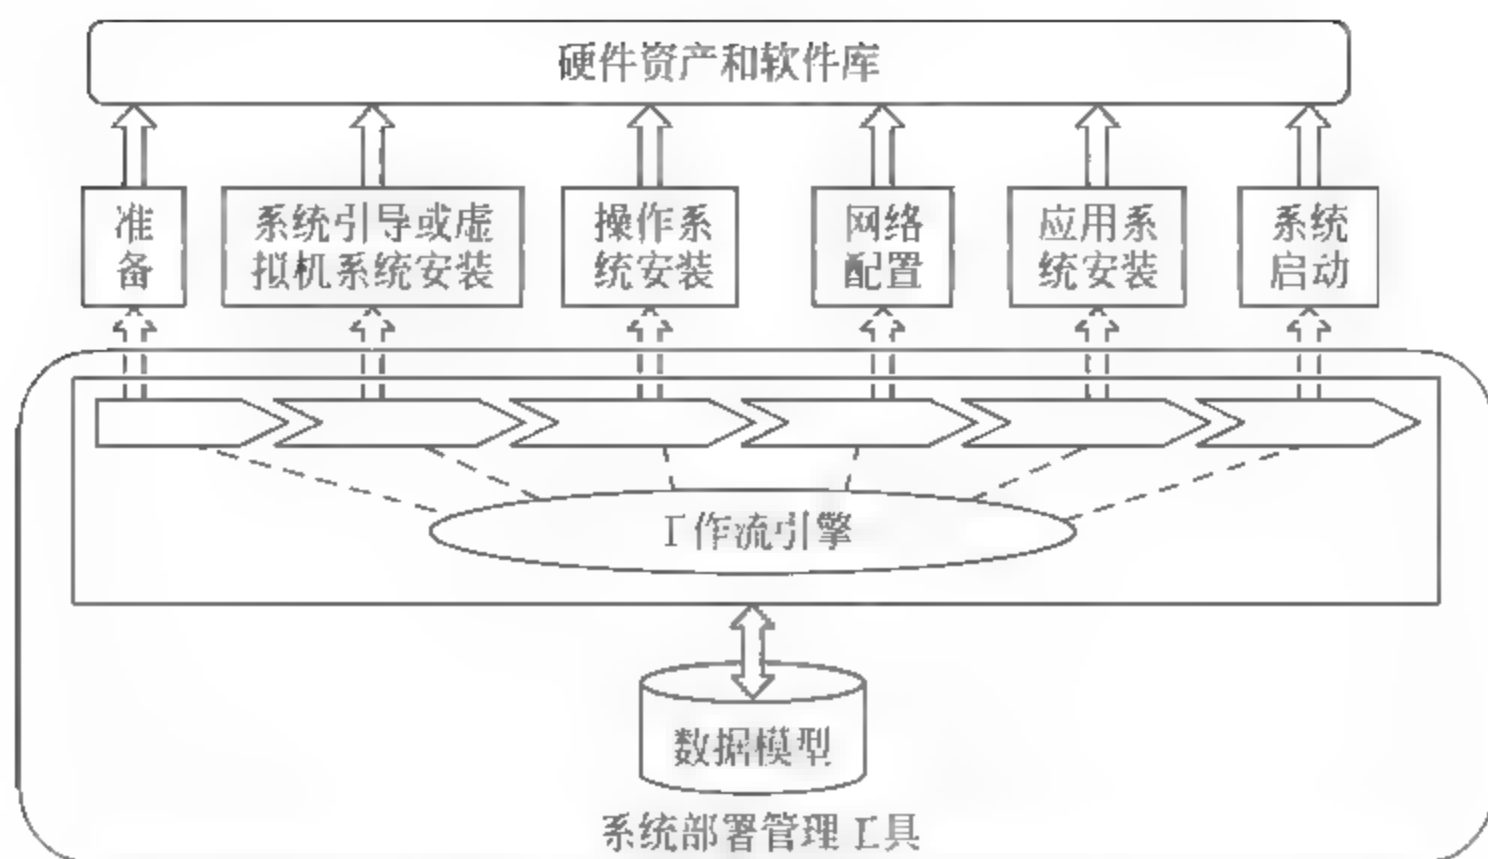 硬件资产和软件库
准
备
系统引导或虚
拟机系统安装
操作系
统安装
网络
配置
应用系
统安装
系统
启动
工作流引擎
数据模型
系统部署管理工具